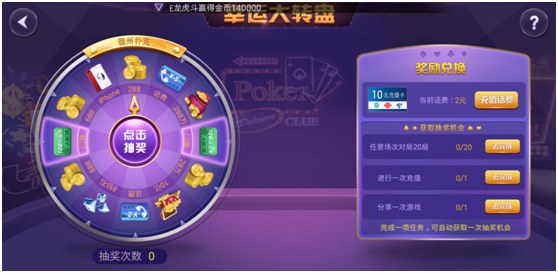 E龙虎斗赢得金币140000
幸运大转盘
?
德州扑克
iPhone
288
话费
2887
688
点击
抽奖
奖励兑换
10元充值卡
当前话费：2元
充值话费
获取抽奖机会
任意场次对局20局
0/20
去完成
进行一次充值
0/1
去完成
分享一次游戏
0/1
去完成
完成一项任务，可自动获取一次抽奖机会
Poker
CLUB
抽奖次数 0